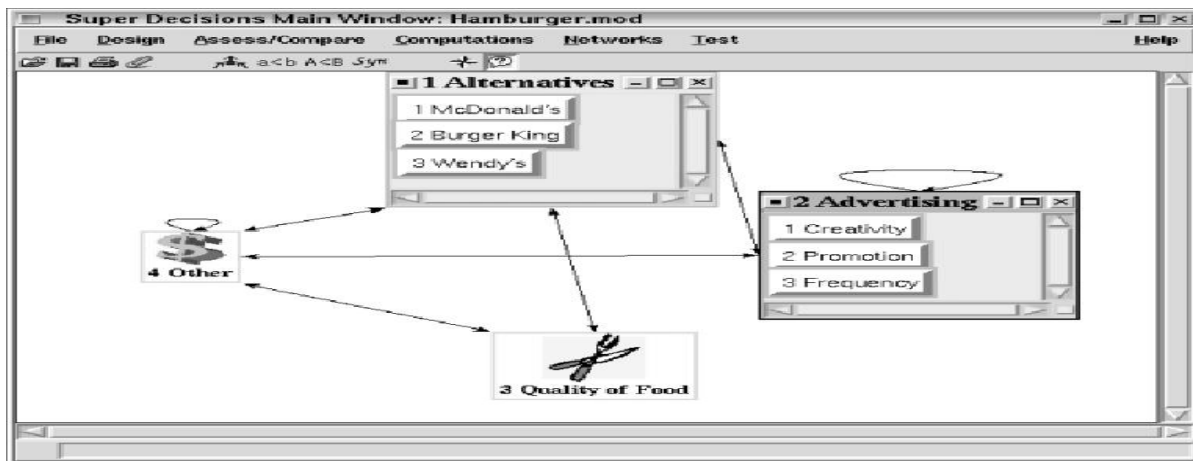 Super Decisions Main Window: Hamburger.mod
File Design Assess/Compare Computations Networks Test Help
a<b A<B Syn
1 Alternatives
1 McDonald's
2 Burger King
3 Wendy's
2 Advertising
1 Creativity
2 Promotion
3 Frequency
4 Other
3 Quality of Food